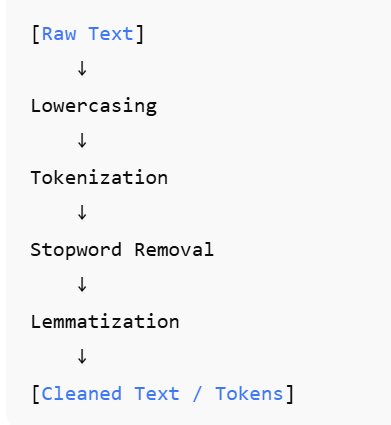 [Raw Text]
↓
Lowercasing
↓
Tokenization
↓
Stopword Removal
↓
Lemmatization
↓
[Cleaned Text / Tokens]